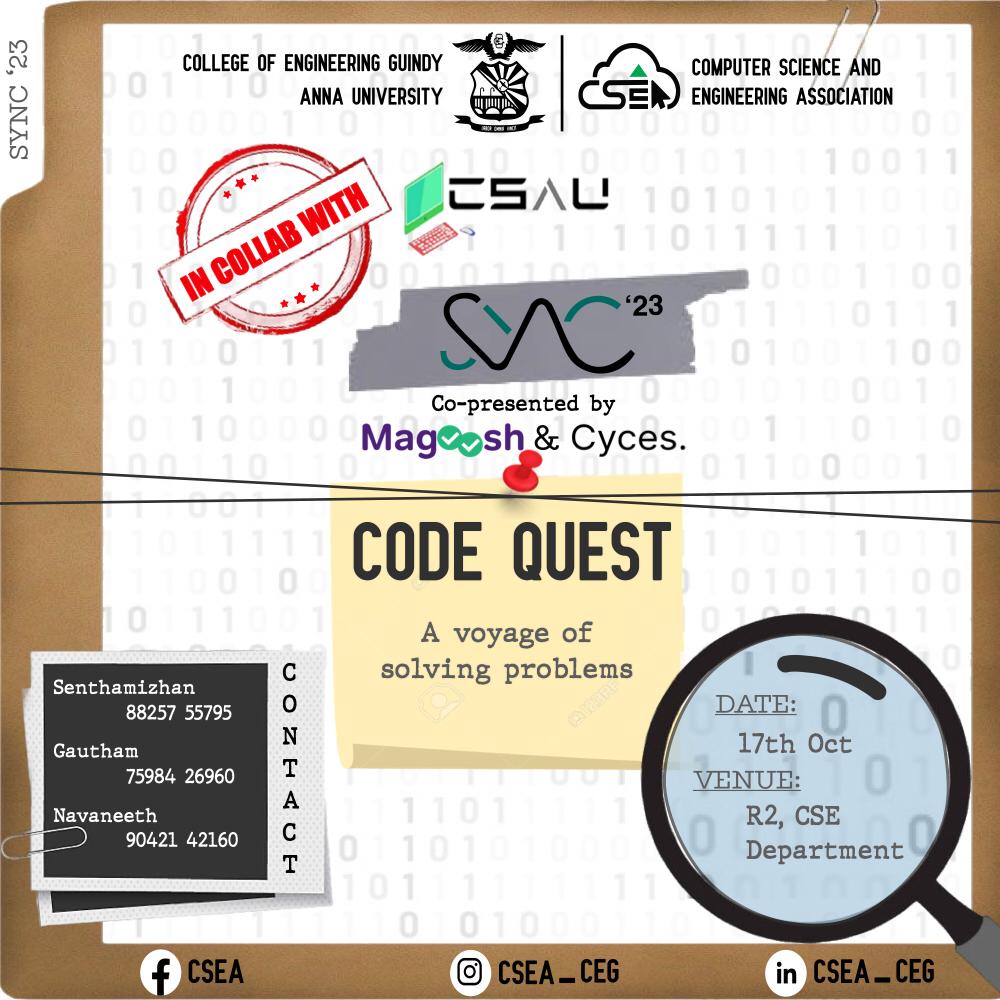 SYNC ‘23
COLLEGE OF ENGINEERING GUINDY
ANNA UNIVERSITY
CSEA
COMPUTER SCIENCE AND
ENGINEERING ASSOCIATION
IN COLLAB WITH
CSAU
SYNC ‘23
Co-presented by
Magoosh & Cyces.
CODE QUEST
A voyage of
solving problems
CONTACT
Senthamizhan
88257 55795
Gautham
75984 26960
Navaneeth
90421 42160
DATE:
17th Oct
VENUE:
R2, CSE
Department
CSEA
CSEA_CEG
CSEA_CEG